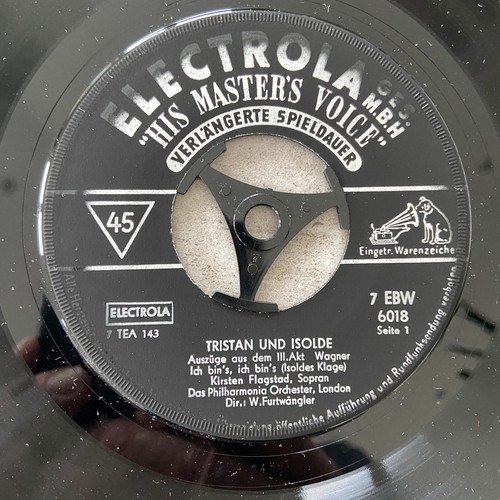 ELECTROLA GES.
MBH
"HIS MASTER'S VOICE"
VERLÄNGERTE SPIELDAUER
45
Eingetr. Warenzeiche
ELECTROLA
7 TEA 143
7 EBW
6018
Seite 1
TRISTAN UND ISOLDE
Auszüge aus dem III.Akt Wagner
Ich bin's, ich bin's (Isoldes Klage)
Kirsten Flagstad, Sopran
Das Philharmonia Orchester, London
Dir.: W.Furtwängler
öffentliche Aufführung und Rundfunksendung verboten